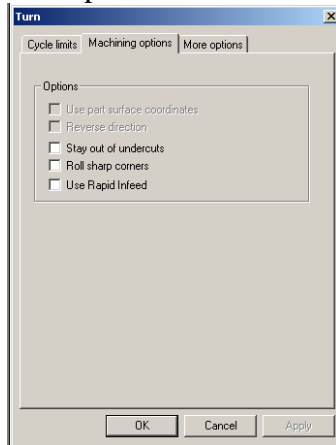 Turn
Cycle limits Machining options More options
Options
Use part surface coordinates
Reverse direction
Stay out of undercuts
Roll sharp corners
Use Rapid Infeed
OK Cancel Apply